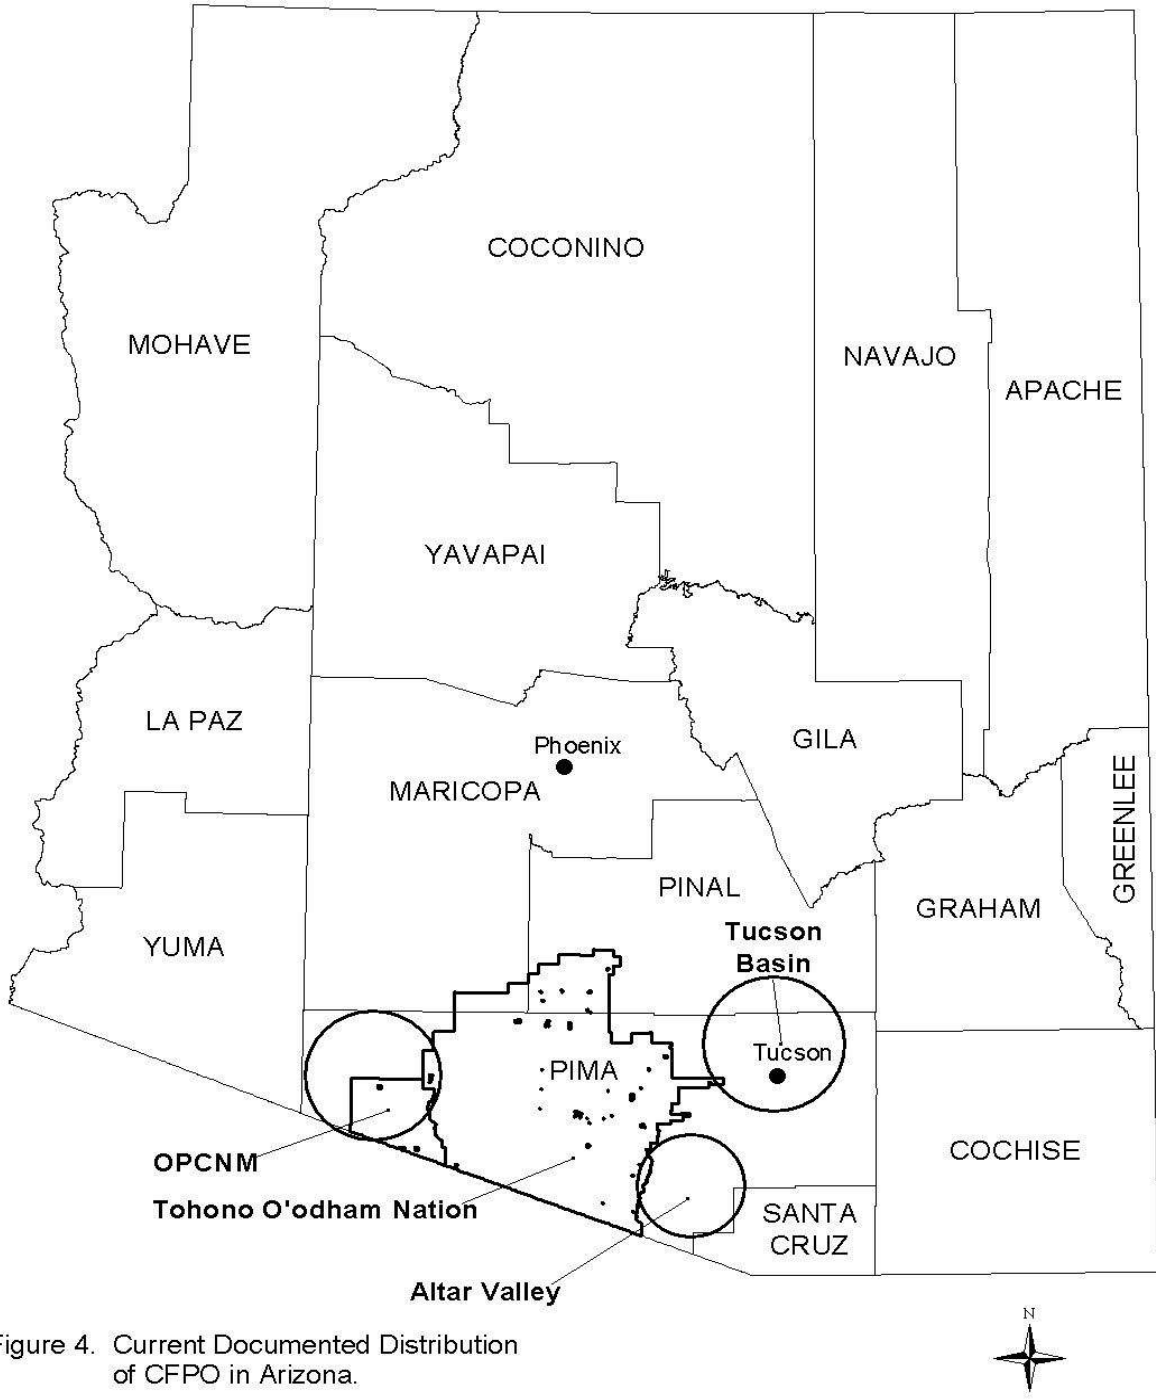 COCONINO
MOHAVE
NAVAJO
APACHE
YAVAPAI
LA PAZ
GILA
Phoenix
MARICOPA
GREENLEE
PINAL
GRAHAM
YUMA
Tucson
Basin
Tucson
PIMA
COCHISE
OPCNM
Tohono O'odham Nation
SANTA
CRUZ
Altar Valley
N
igure 4. Current Documented Distribution
of CFPO in Arizona.